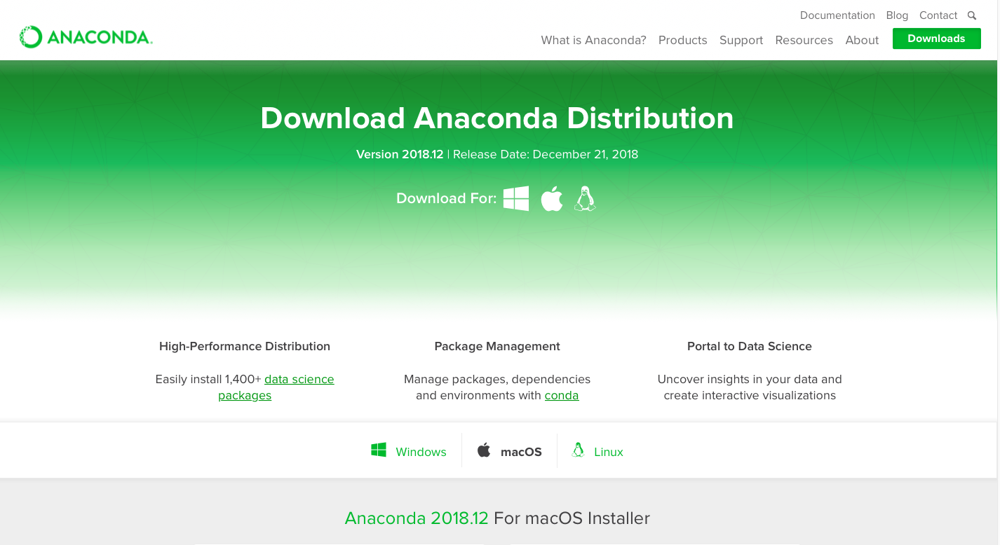 Documentation Blog Contact
ANACONDA.
What is Anaconda? Products Support Resources About Downloads
Download Anaconda Distribution
Version 2018.12 | Release Date: December 21, 2018
Download For:
High-Performance Distribution
Easily install 1,400+ data science
packages
Package Management
Manage packages, dependencies
and environments with conda
Portal to Data Science
Uncover insights in your data and
create interactive visualizations
Windows macOS Linux
Anaconda 2018.12 For macOS Installer